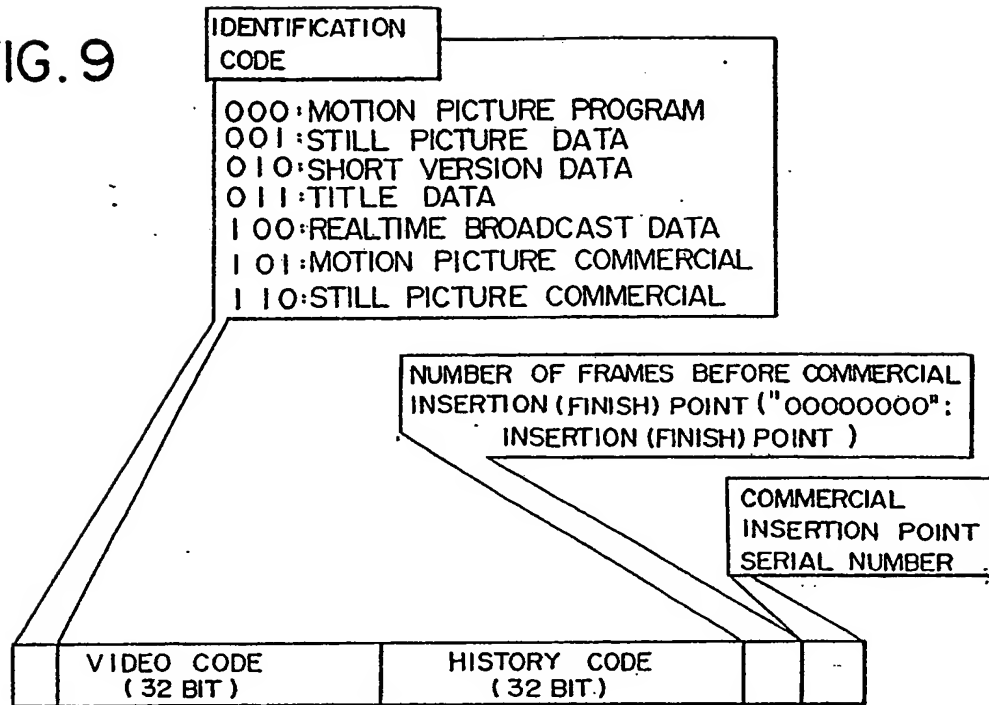 FIG. 9
IDENTIFICATION
CODE
000:MOTION PICTURE PROGRAM
001:STILL PICTURE DATA
010:SHORT VERSION DATA
011:TITLE DATA
100:REALTIME BROADCAST DATA
101:MOTION PICTURE COMMERCIAL
110:STILL PICTURE COMMERCIAL
NUMBER OF FRAMES BEFORE COMMERCIAL
INSERTION (FINISH) POINT ("00000000":
INSERTION (FINISH) POINT )
COMMERCIAL
INSERTION POINT
SERIAL NUMBER
VIDEO CODE
(32 BIT)
HISTORY CODE
(32 BIT.)